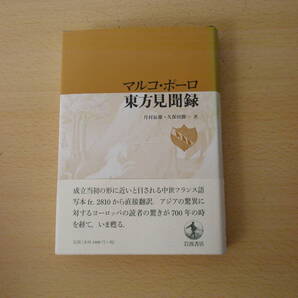 マルコ・ポーロ
東方見聞録
月村辰雄・久保田勝一 訳
成立当初の形に近いと目される中世フランス語
写本fr. 2810から直接翻訳. アジアの驚異に
対するヨーロッパの読者の驚きが700年の時
を経て, いま甦る.
岩波書店